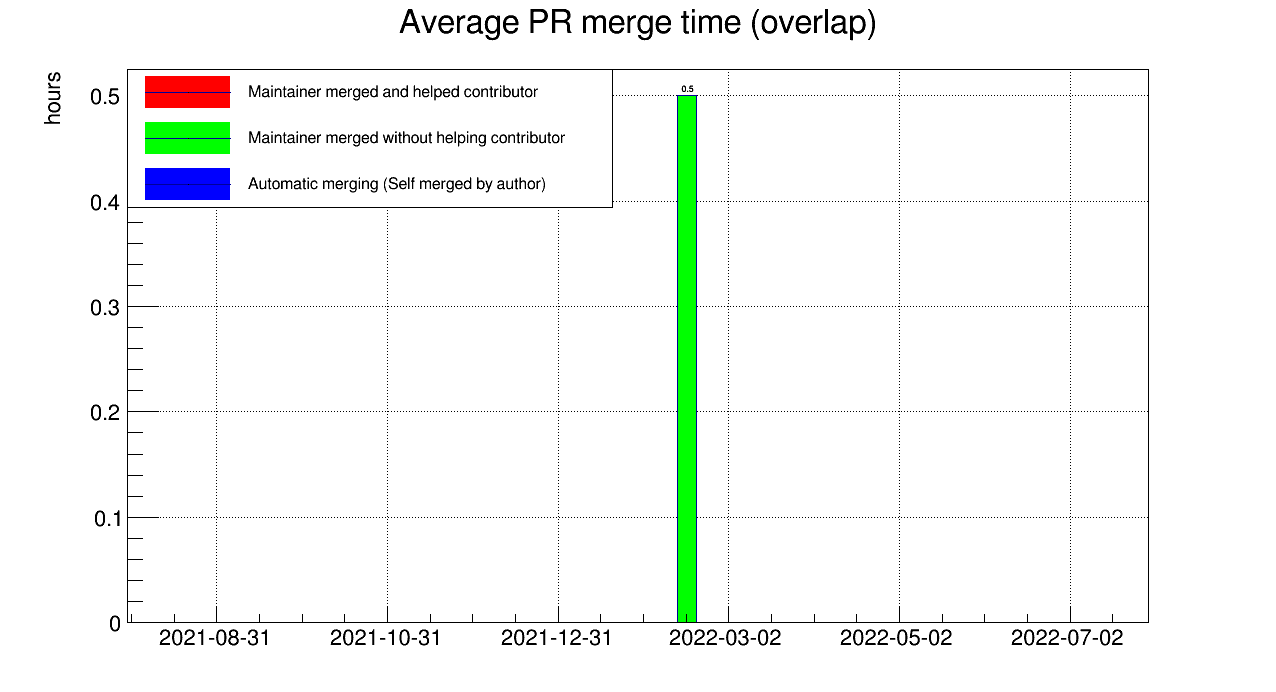 Average PR merge time (overlap)
hours
Maintainer merged and helped contributor
Maintainer merged without helping contributor
Automatic merging (Self merged by author)
0.5
0.5
0.4
0.3
0.2
0.1
0
2021-08-31 2021-10-31 2021-12-31 2022-03-02 2022-05-02 2022-07-02